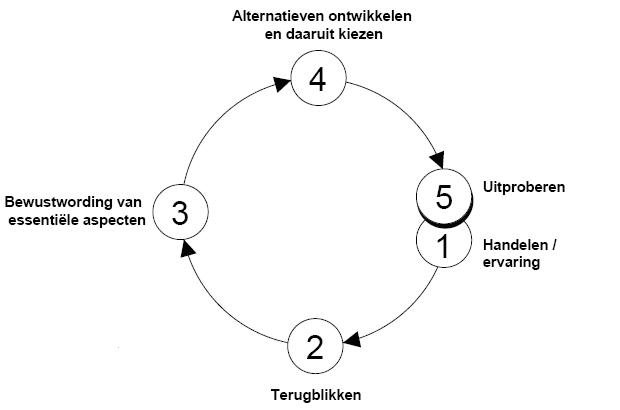 Alternatieven ontwikkelen
en daaruit kiezen
4
5
Uitproberen
Bewustwording van
essentiële aspecten
3
1
Handelen /
ervaring
2
Terugblikken